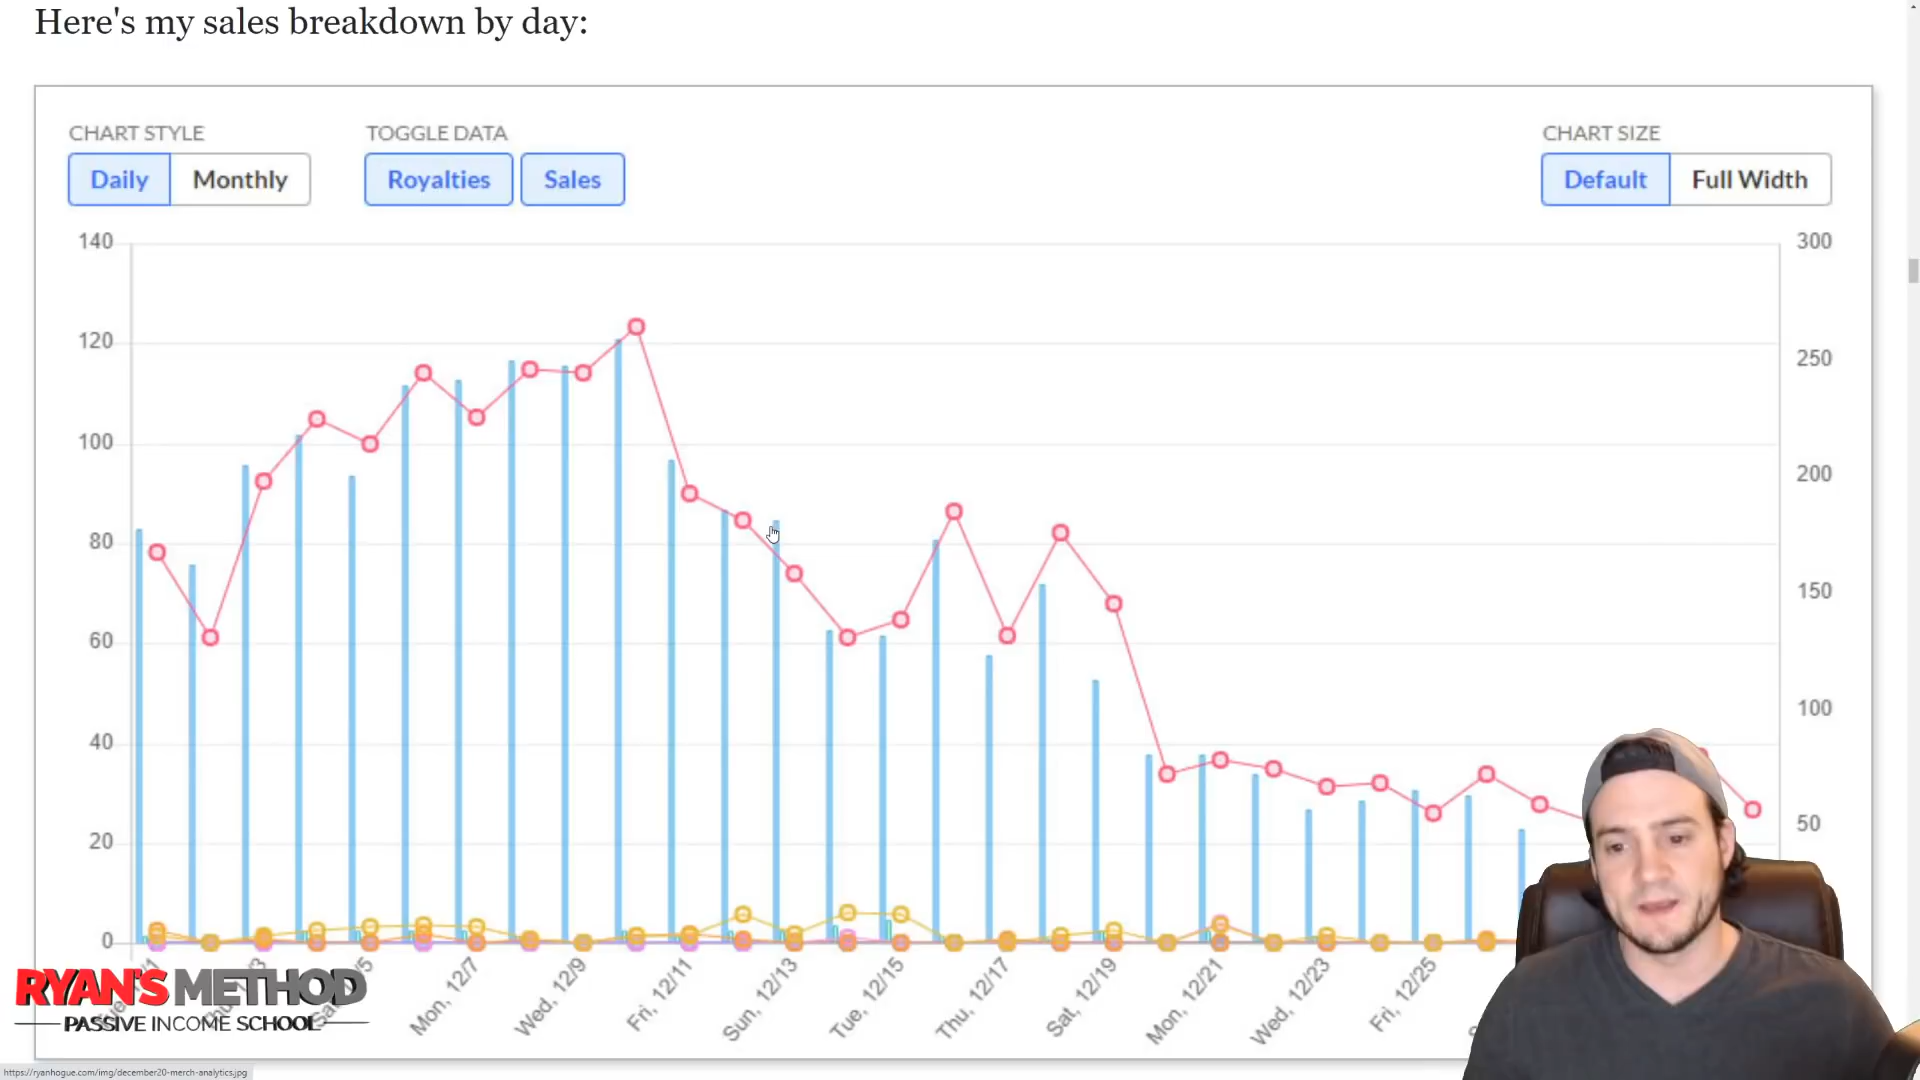 Here's my sales breakdown by day:
CHART STYLE
TOGGLE DATA
CHART SIZE
Daily
Monthly
Royalties
Sales
Default
Full Width
140
120
100
80
60
40
20
0
300
250
200
150
100
50
Mon, 12/7
Wed, 12/9
Fri, 12/11
Sun, 12/13
Tue, 12/15
Thu, 12/17
Sat, 12/19
Mon, 12/21
Wed, 12/23
Fri, 12/25
RYAN'S METHOD
PASSIVE INCOME SCHOOL
https://ryanhogue.com/img/december20-merch-analytics.jpg